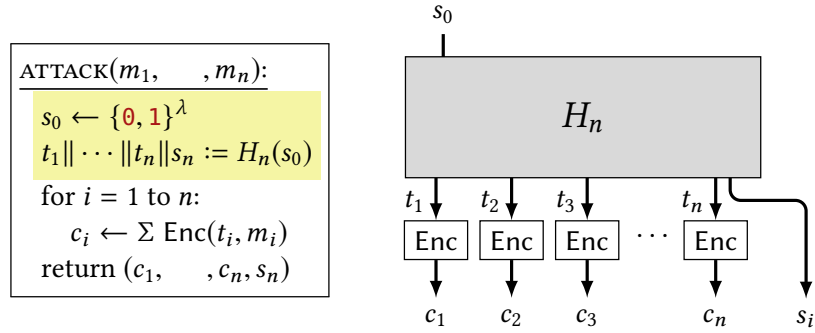 ATTACK(m₁,    , mₙ):
s₀ ← {0, 1}^λ
t₁‖ ··· ‖tₙ‖sₙ := Hₙ(s₀)
for i = 1 to n:
cᵢ ← Σ Enc(tᵢ, mᵢ)
return (c₁,    , cₙ, sₙ)
s₀
Hₙ
t₁ t₂ t₃ tₙ
Enc Enc Enc ··· Enc
c₁ c₂ c₃ cₙ sᵢ